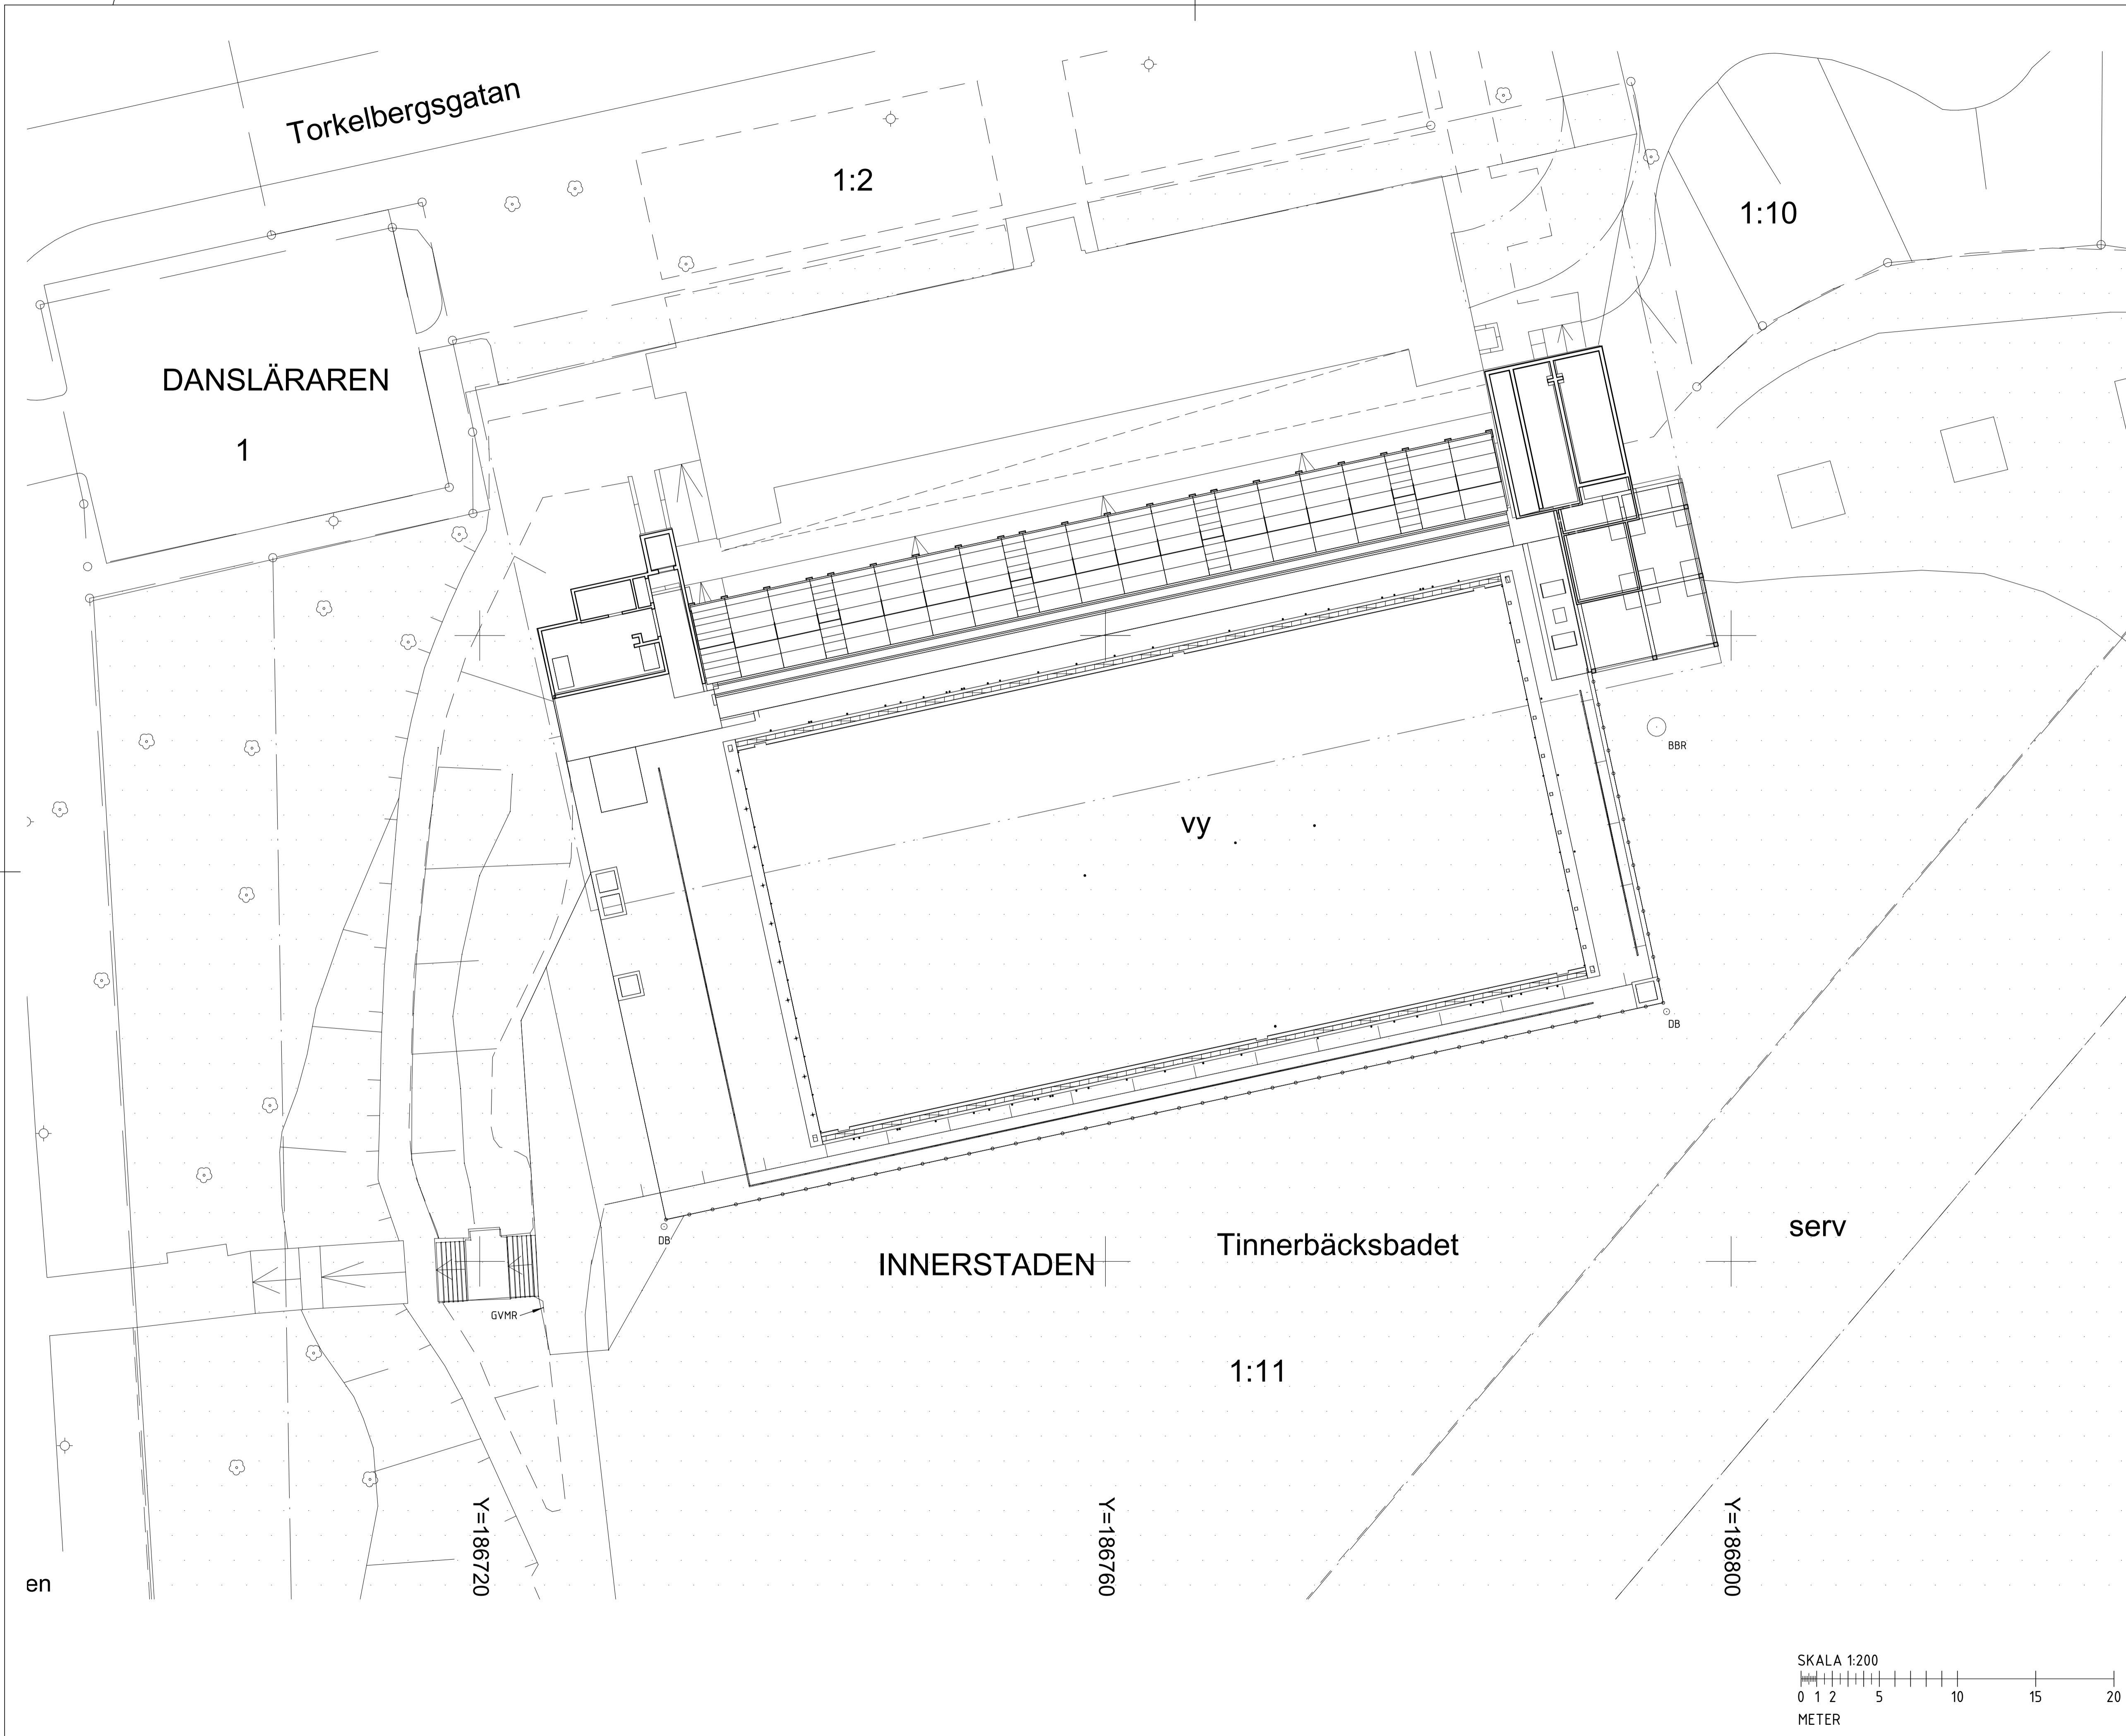 Torkelbergsgatan
1:2
1:10
DANSLÄRAREN
1
BBR
vy
DB
DB
INNERSTADEN
Tinnerbäcksbadet
serv
GVMR
1:11
Y=186720
Y=186760
Y=186800
en
SKALA 1:200
0 1 2 5 10 15 20
METER